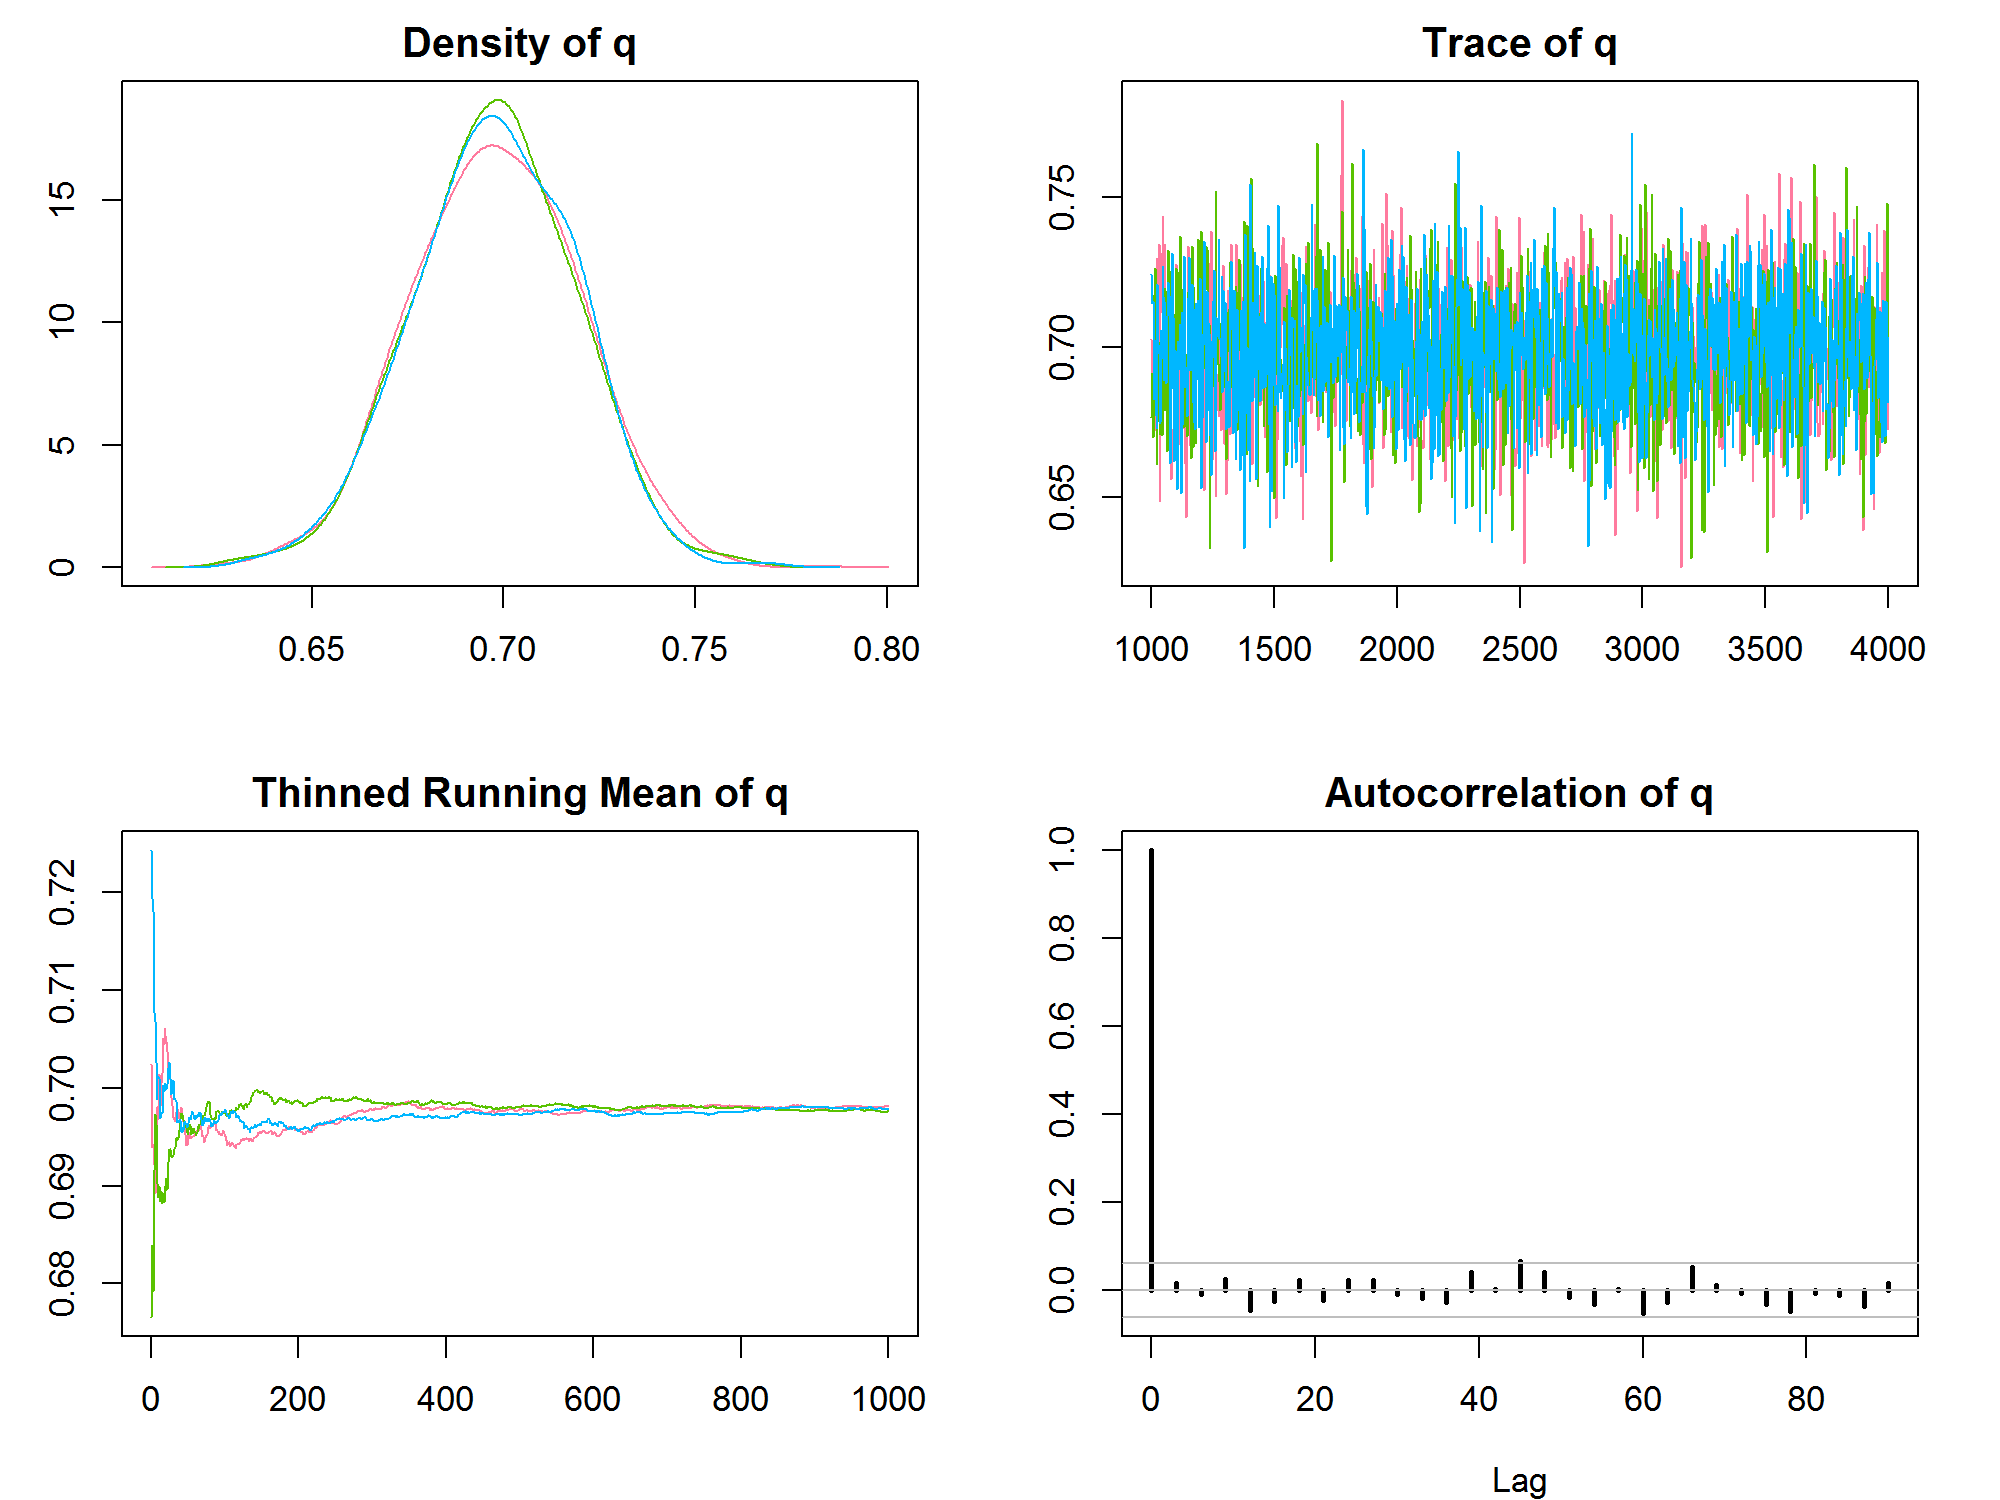 Density of q
15
10
5
0
0.65 0.70 0.75 0.80
Trace of q
0.75
0.70
0.65
1000 1500 2000 2500 3000 3500 4000
Thinned Running Mean of q
0.72
0.71
0.70
0.69
0.68
0 200 400 600 800 1000
Autocorrelation of q
1.0
0.8
0.6
0.4
0.2
0.0
0 20 40 60 80
Lag